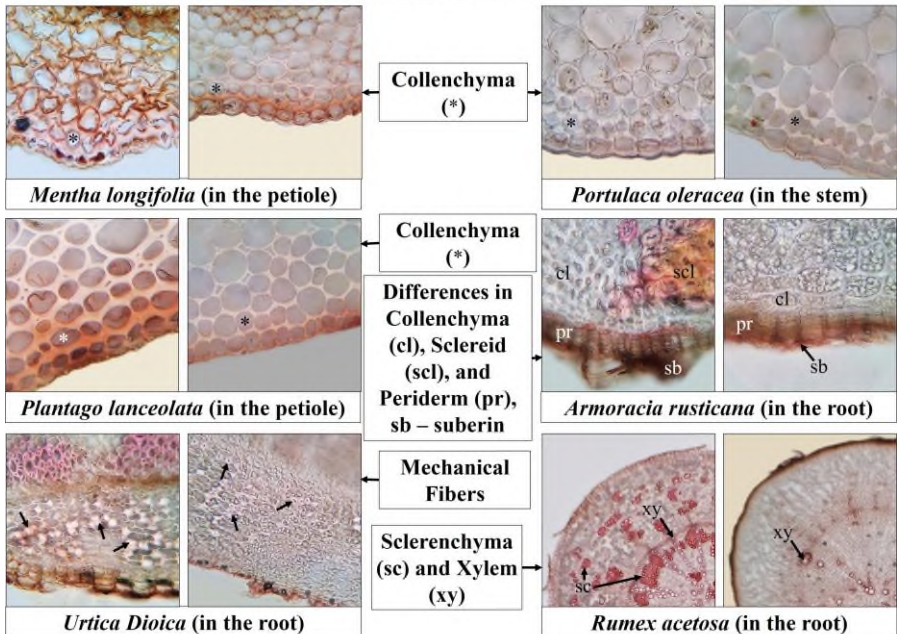 *
*
Collenchyma
(*)
*
*
Mentha longifolia (in the petiole)
Portulaca oleracea (in the stem)
*
*
Collenchyma
(*)
Differences in
Collenchyma
(cl), Sclereid
(scl), and
Periderm (pr),
sb – suberin
cl
scl
pr
sb
cl
pr
sb
Plantago lanceolata (in the petiole)
Armoracia rusticana (in the root)
Mechanical
Fibers
Sclerenchyma
(sc) and Xylem
(xy)
xy
sc
xy
Urtica Dioica (in the root)
Rumex acetosa (in the root)